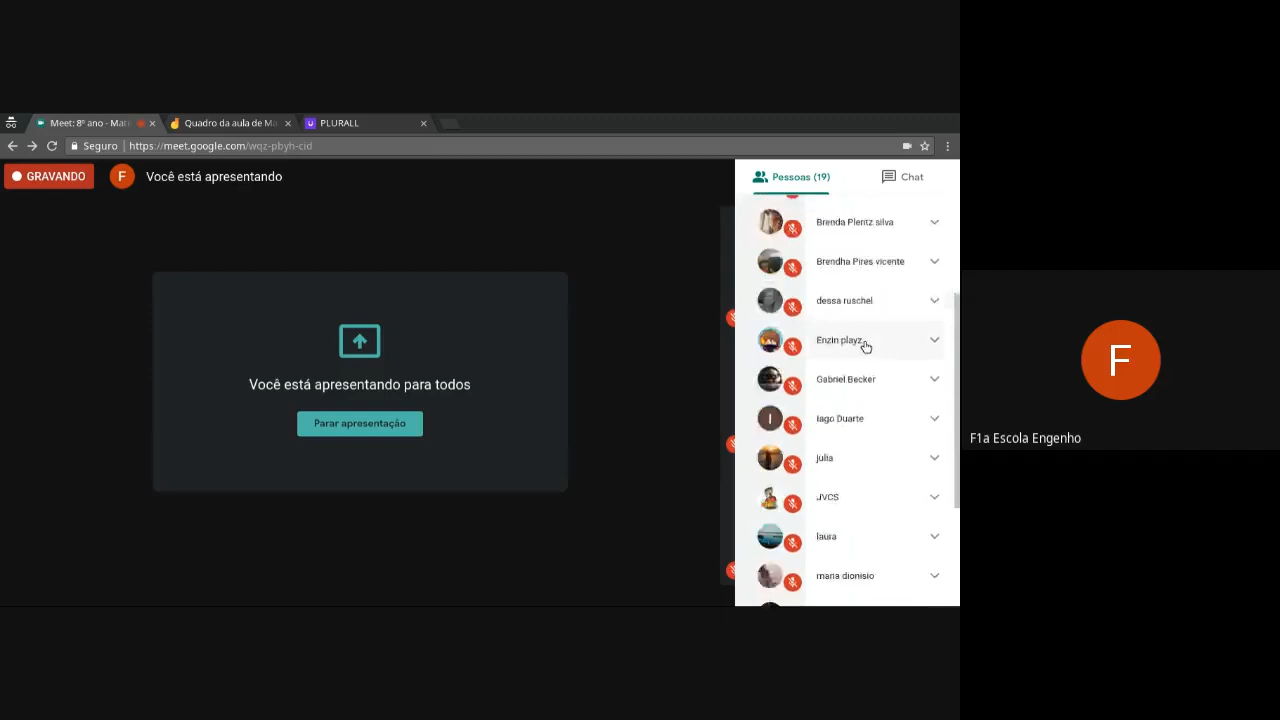 Meet: 8º ano - Mate
Quadro da aula de Ma
U PLURALL
Seguro | https://meet.google.com/wqz-pbyh-cid
GRAVANDO
F
Você está apresentando
Pessoas (19)
Chat
Brenda Plentz silva
Brendha Pires vicente
dessa ruschel
Enzin playz
Gabriel Becker
I
Iago Duarte
Julia
JVCS
laura
maria dionisio
Você está apresentando para todos
Parar apresentação
F
F1a Escola Engenho